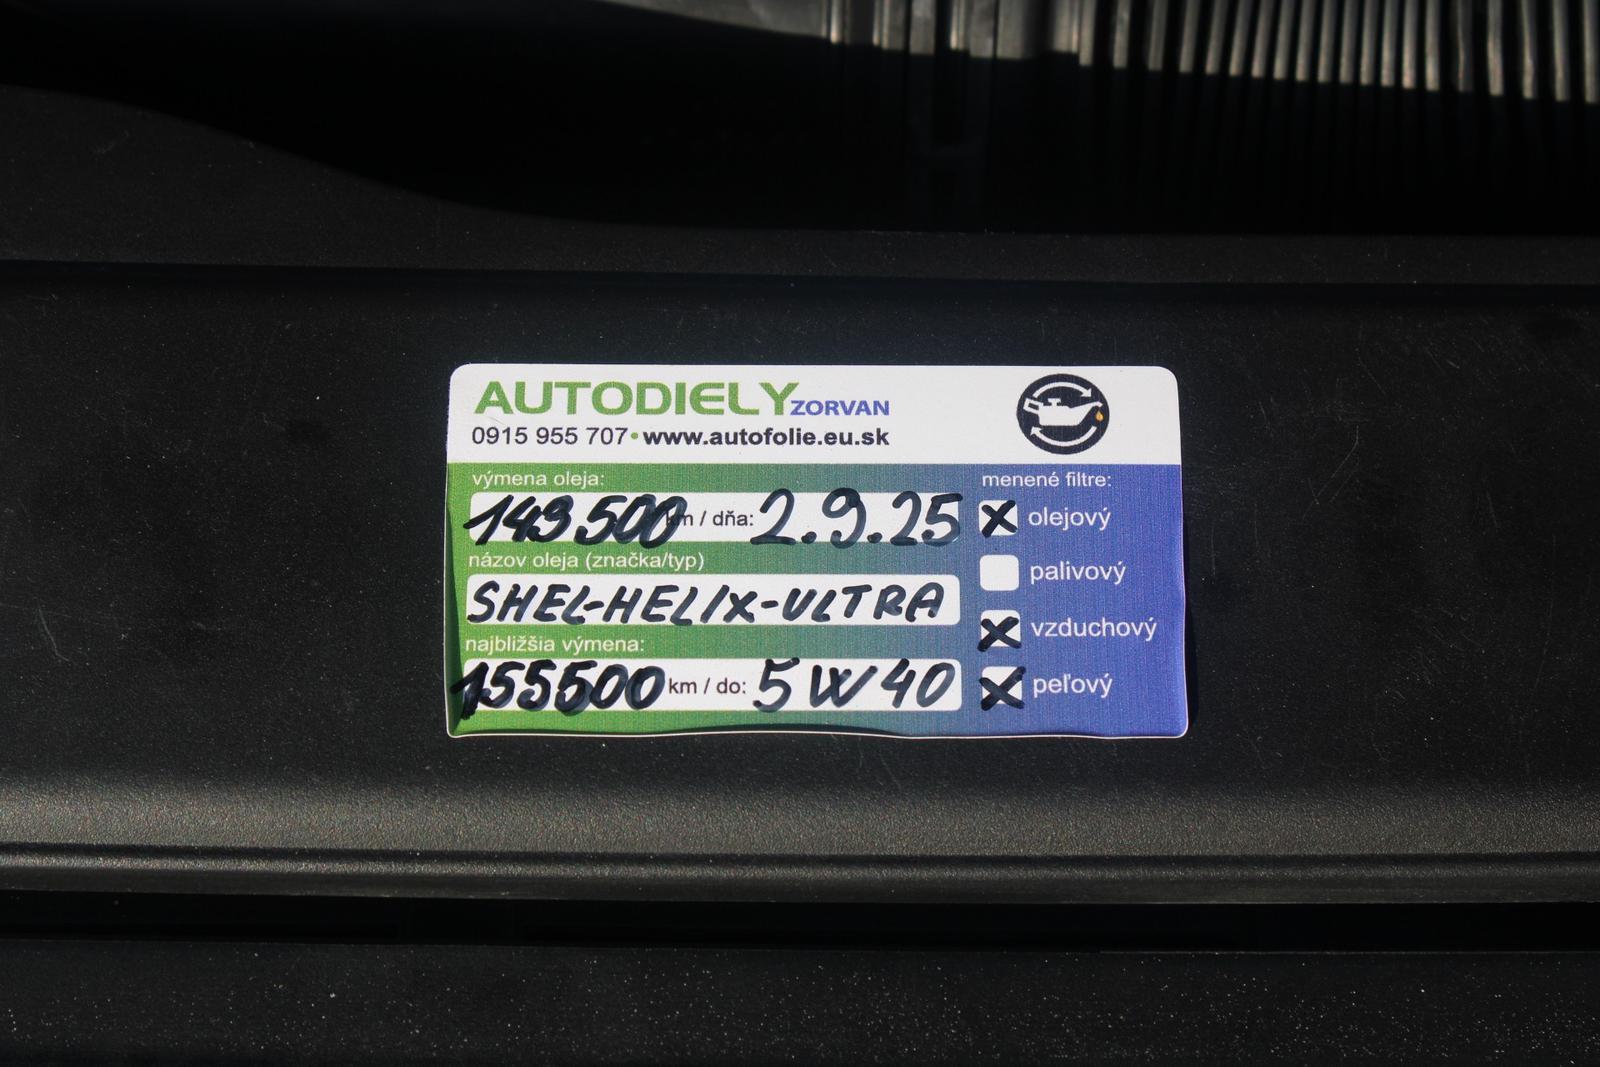 AUTODIELY ZORVAN
0915 955 707 • www.autofolie.eu.sk
výmena oleja:
149 500 km / dňa: 2.9.25
názov oleja (značka/typ)
SHEL-HELIX-ULTRA
najbližšia výmena:
155500 km / do: 5W40
menené filtre:
X olejový
palivový
X vzduchový
X peľový